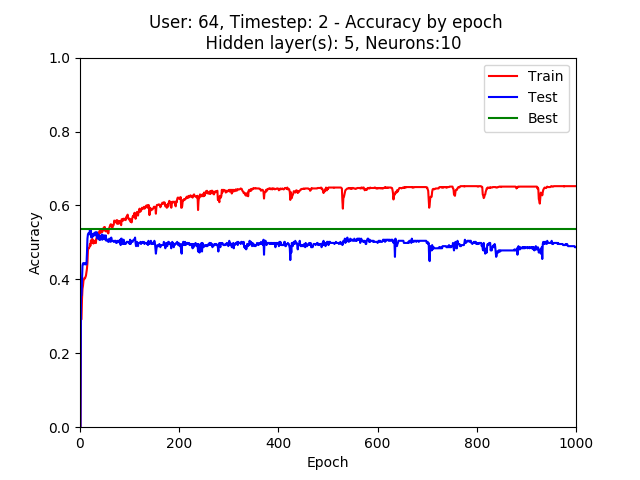 User: 64, Timestep: 2 - Accuracy by epoch
Hidden layer(s): 5, Neurons:10
1.0
0.8
0.6
0.4
0.2
0.0
Accuracy
Train
Test
Best
0 200 400 600 800 1000
Epoch